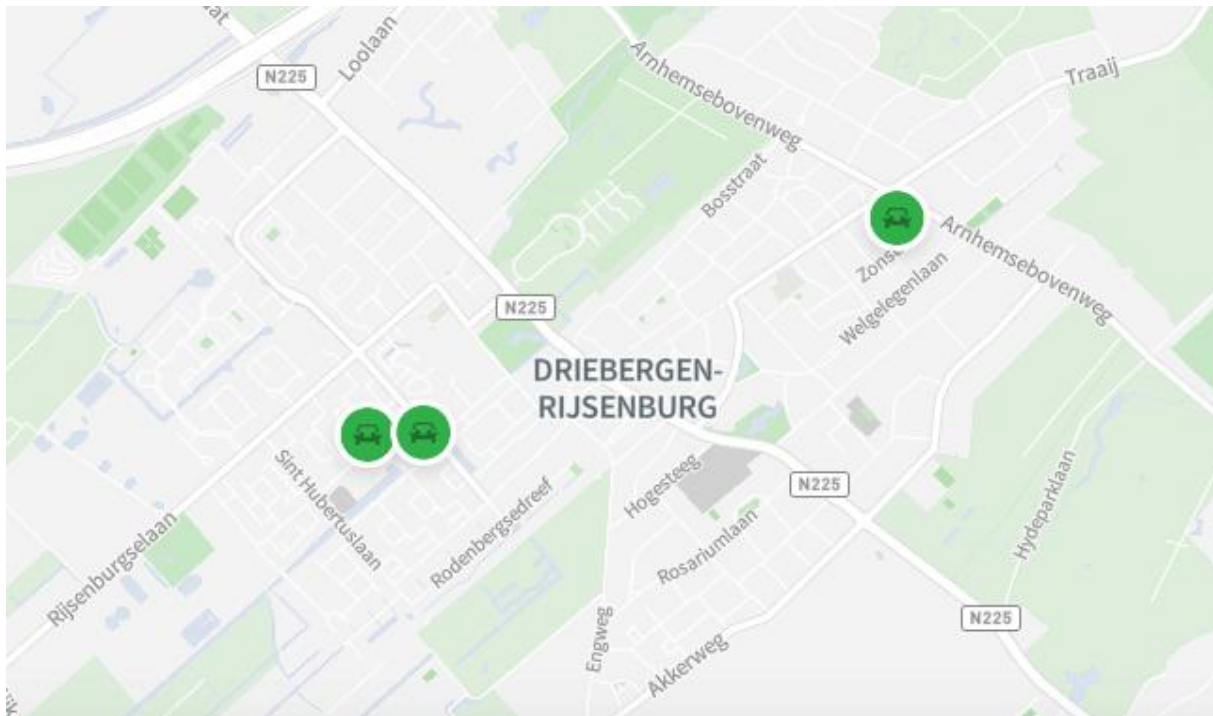 at
N225
Loolaan
Arnhemsebovenweg
Traaij
Bosstraat
Arnhemsebovenweg
Welgelegenlaan
N225
DRIEBERGEN-
RIJSENBURG
Sint Hubertuslaan
Rijsenburgselaan
Rodenbergsedreef
Hogesteeg
N225
Rosariumlaan
Hydeparklaan
N225
Engweg
Akkerweg